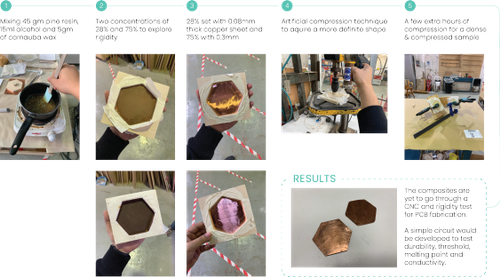 1
Mixing 45 gm pine resin,
15ml alcohol and 5gm
of carnauba wax
2
Two concentrations of
28% and 75% to explore
rigidity
3
28% set with 0.08mm
thick copper sheet and
75% with 0.3mm
4
Artificial compression technique
to aquire a more definite shape
5
A few extra hours of
compression for a dense
& compressed sample
RESULTS
The composites are
yet to go through a
CNC and rigidity test
for PCB fabrication.
A simple circuit would
be developed to test
durability, threshold,
melting point and
conductivity.